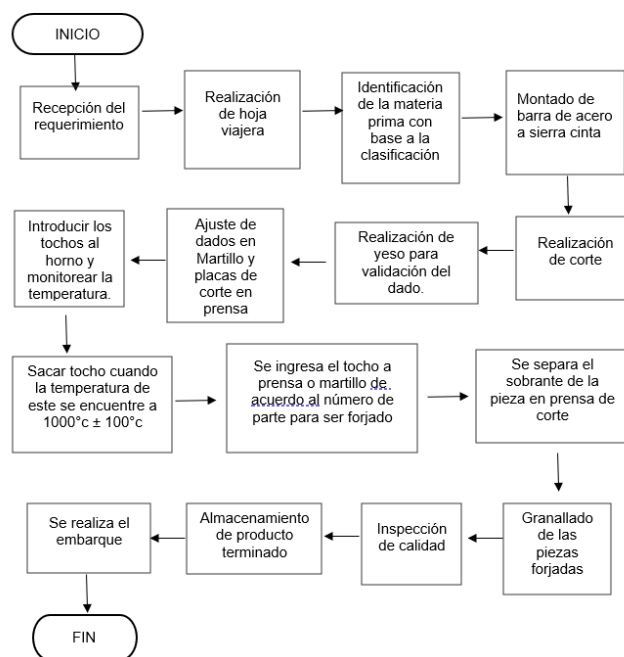 INICIO
Recepción del
requerimiento
Realización
de hoja
viajera
Identificación
de la materia
prima con
base a la
clasificación
Montado de
barra de acero
a sierra cinta
Realización
de corte
Realización de
yeso para
validación del
dado.
Ajuste de
dados en
Martillo y
placas de
corte en
prensa
Introducir los
tochos al
horno y
monitorear la
temperatura.
Sacar tocho cuando
la temperatura de
este se encuentre a
1000°c ± 100°c
Se ingresa el tocho a
prensa o martillo de
acuerdo al número de
parte para ser forjado
Se separa el
sobrante de la
pieza en prensa de
corte
Granallado de
las piezas
forjadas
Inspección
de calidad
Almacenamiento
de producto
terminado
Se realiza el
embarque
FIN